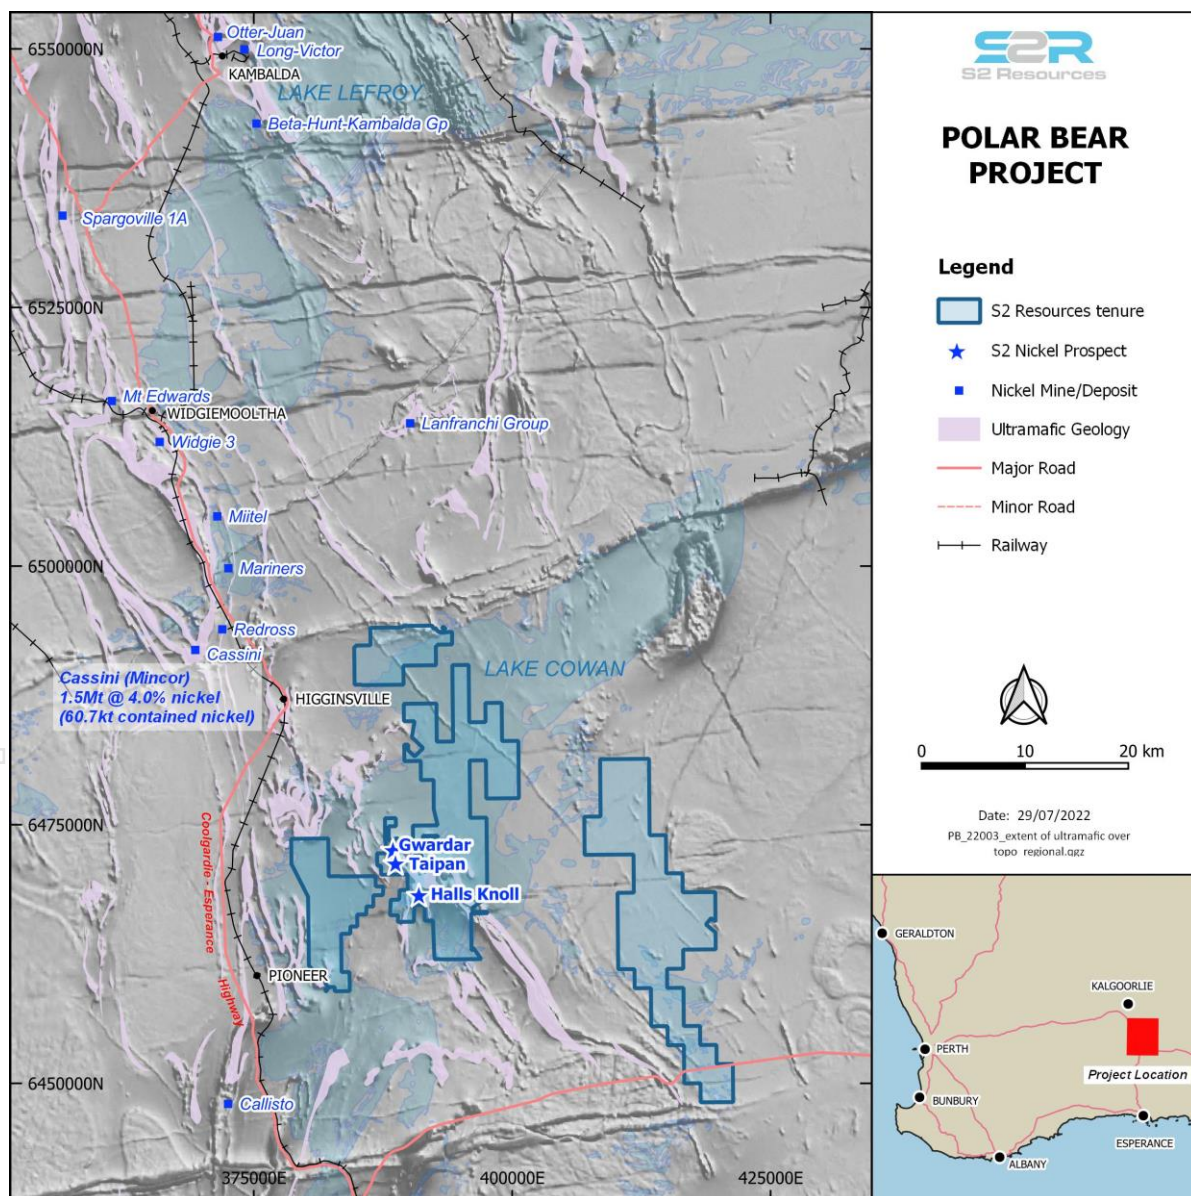 Otter-Juan
6550000N
Long-Victor
KAMBALDA
LAKE LEFROY
Beta-Hunt-Kambalda Gp
Spargoville 1A
6525000N
Mt Edwards
WIDGIEMOOLTHA
Lanfranchi Group
Widgie 3
Miitel
6500000N
Mariners
Redross
Cassini
LAKE COWAN
Cassini (Mincor)
1.5Mt @ 4.0% nickel
(60.7kt contained nickel)
HIGGINSVILLE
6475000N
Coolgardie - Esperance
Highway
Gwardar
Taipan
Halls Knoll
PIONEER
6450000N
Callisto
375000E
400000E
425000E
S2R
S2 Resources
POLAR BEAR
PROJECT
Legend
S2 Resources tenure
S2 Nickel Prospect
Nickel Mine/Deposit
Ultramafic Geology
Major Road
Minor Road
Railway
0 10 20 km
Date: 29/07/2022
PB_22003_extent of ultramafic over
topo_regional.qgz
GERALDTON
KALGOORLIE
PERTH
Project Location
BUNBURY
ESPERANCE
ALBANY